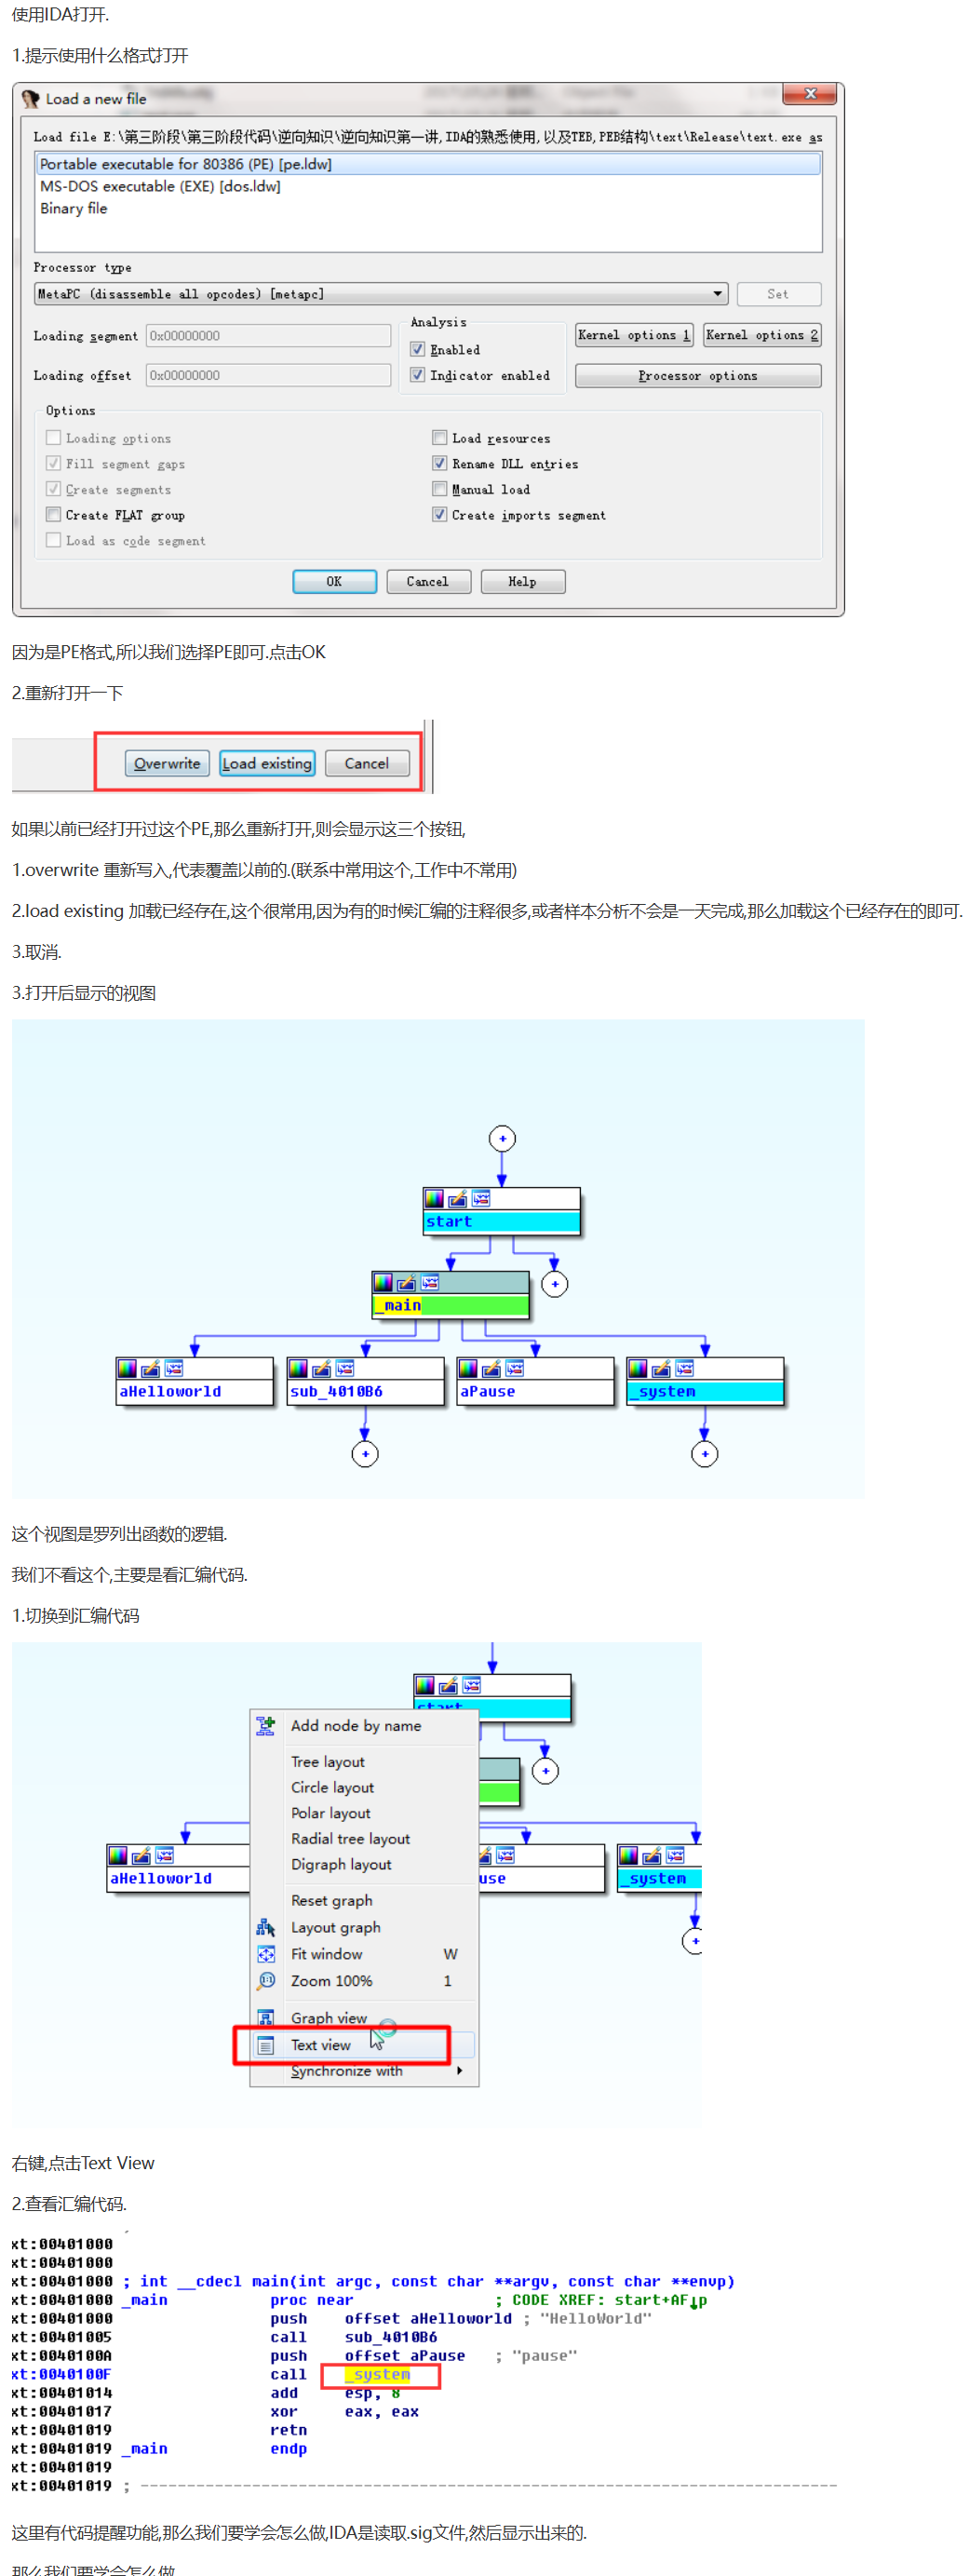 使用IDA打开.
1.提示使用什么格式打开
Load a new file
Load file E:\第三阶段\第三阶段代码\逆向知识\逆向知识第一讲,IDA的熟悉使用,以及TEB,PEB结构\text\Release\text.exe as
Portable executable for 80386 (PE) [pe.ldw]
MS-DOS executable (EXE) [dos.ldw]
Binary file
Processor type
MetaPC (disassemble all opcodes) [metapc]
Set
Loading segment 0x00000000
Loading offset 0x00000000
Analysis
Enabled
Indicator enabled
Kernel options 1 Kernel options 2
Processor options
Options
Loading options
Fill segment gaps
Create segments
Create FLAT group
Load as code segment
Load resources
Rename DLL entries
Manual load
Create imports segment
OK Cancel Help
因为是PE格式,所以我们选择PE即可.点击OK
2.重新打开一下
Overwrite Load existing Cancel
如果以前已经打开过这个PE,那么重新打开,则会显示这三个按钮,
1.overwrite 重新写入,代表覆盖以前的.(联系中常用这个,工作中不常用)
2.load existing 加载已经存在,这个很常用,因为有的时候汇编的注释很多,或者样本分析不会是一天完成,那么加载这个已经存在的即可.
3.取消.
3.打开后显示的视图
start
_main
aHelloworld sub_4010B6 aPause _system
这个视图是罗列出函数的逻辑.
我们不看这个,主要是看汇编代码.
1.切换到汇编代码
start
aHelloworld
use
_system
Add node by name
Tree layout
Circle layout
Polar layout
Radial tree layout
Digraph layout
Reset graph
Layout graph
Fit window W
Zoom 100% 1
Graph view
Text view
Synchronize with
右键,点击Text View
2.查看汇编代码.
xt:00401000
xt:00401000
xt:00401000 ; int __cdecl main(int argc, const char **argv, const char **envp)
xt:00401000 _main proc near ; CODE XREF: start+AF↓p
xt:00401000 push offset aHelloworld ; "HelloWorld"
xt:00401005 call sub_4010B6
xt:0040100A push offset aPause ; "pause"
xt:0040100F call _system
xt:00401014 add esp, 8
xt:00401017 xor eax, eax
xt:00401019 retn
xt:00401019 _main endp
xt:00401019
xt:00401019 ; ---------------------------------------------------------------------------
这里有代码提醒功能,那么我们要学会怎么做,IDA是读取.sig文件,然后显示出来的.
那么我们要学会怎么做